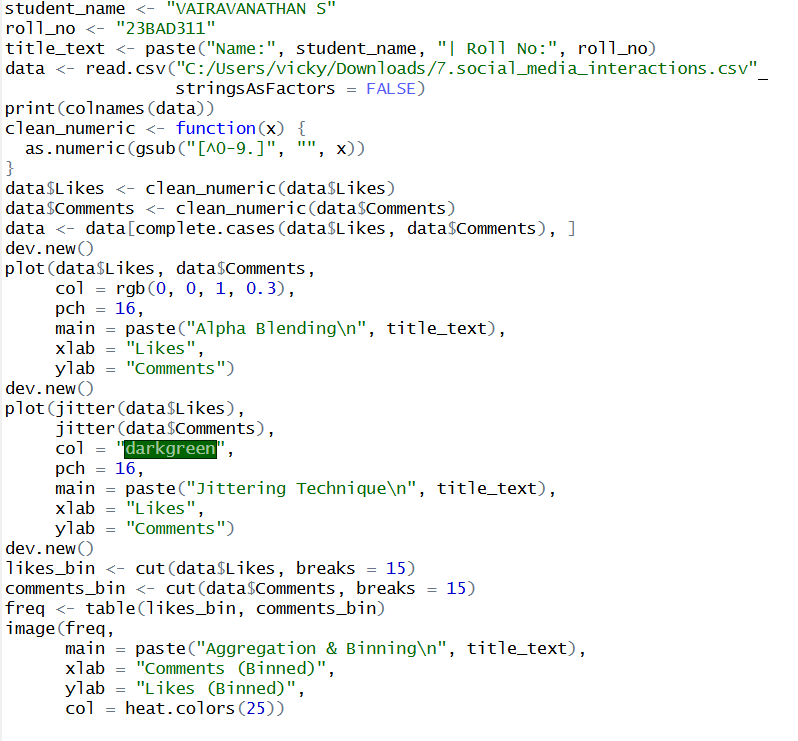 student_name <- "VAIRAVANATHAN S"
roll_no <- "23BAD311"
title_text <- paste("Name:", student_name, "| Roll No:", roll_no)
data <- read.csv("C:/Users/vicky/Downloads/7.social_media_interactions.csv"_
                 stringsAsFactors = FALSE)
print(colnames(data))
clean_numeric <- function(x) {
  as.numeric(gsub("[^0-9.]", "", x))
}
data$Likes <- clean_numeric(data$Likes)
data$Comments <- clean_numeric(data$Comments)
data <- data[complete.cases(data$Likes, data$Comments), ]
dev.new()
plot(data$Likes, data$Comments,
     col = rgb(0, 0, 1, 0.3),
     pch = 16,
     main = paste("Alpha Blending\n", title_text),
     xlab = "Likes",
     ylab = "Comments")
dev.new()
plot(jitter(data$Likes),
     jitter(data$Comments),
     col = "darkgreen",
     pch = 16,
     main = paste("Jittering Technique\n", title_text),
     xlab = "Likes",
     ylab = "Comments")
dev.new()
likes_bin <- cut(data$Likes, breaks = 15)
comments_bin <- cut(data$Comments, breaks = 15)
freq <- table(likes_bin, comments_bin)
image(freq,
      main = paste("Aggregation & Binning\n", title_text),
      xlab = "Comments (Binned)",
      ylab = "Likes (Binned)",
      col = heat.colors(25))